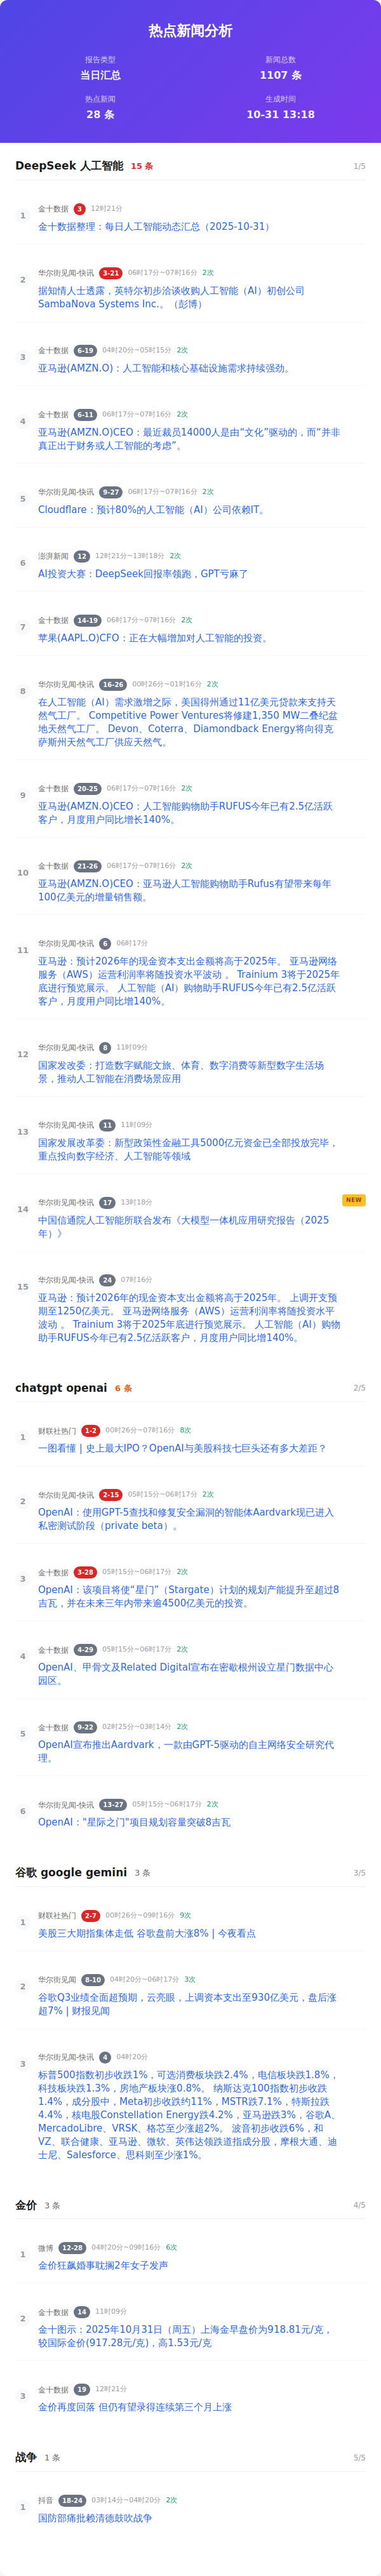 热点新闻分析
报告类型
当日汇总
新闻总数
1107 条
热点新闻
28 条
生成时间
10-31 13:18
DeepSeek 人工智能 15 条 1/5
1
金十数据 3 12时21分
金十数据整理：每日人工智能动态汇总（2025-10-31）
2
华尔街见闻-快讯 3-21 06时17分~07时16分 2次
据知情人士透露，英特尔初步洽谈收购人工智能（AI）初创公司
SambaNova Systems Inc.。（彭博）
3
金十数据 6-19 04时20分~05时15分 2次
亚马逊(AMZN.O)：人工智能和核心基础设施需求持续强劲。
4
金十数据 6-11 06时17分~07时16分 2次
亚马逊(AMZN.O)CEO：最近裁员14000人是由“文化”驱动的，而“并非
真正出于财务或人工智能的考虑”。
5
华尔街见闻-快讯 9-27 06时17分~07时16分 2次
Cloudflare：预计80%的人工智能（AI）公司依赖IT。
6
澎湃新闻 12 12时21分~13时18分 2次
AI投资大赛：DeepSeek回报率领跑，GPT亏麻了
7
金十数据 14-19 06时17分~07时16分 2次
苹果(AAPL.O)CFO：正在大幅增加对人工智能的投资。
8
华尔街见闻-快讯 16-26 00时26分~01时16分 2次
在人工智能（AI）需求激增之际，美国得州通过11亿美元贷款来支持天
然气工厂。 Competitive Power Ventures将修建1,350 MW二叠纪盆
地天然气工厂。 Devon、Coterra、Diamondback Energy将向得克
萨斯州天然气工厂供应天然气。
9
金十数据 20-25 06时17分~07时16分 2次
亚马逊(AMZN.O)CEO：人工智能购物助手RUFUS今年已有2.5亿活跃
客户，月度用户同比增长140%。
10
金十数据 21-26 06时17分~07时16分 2次
亚马逊(AMZN.O)CEO：亚马逊人工智能购物助手Rufus有望带来每年
100亿美元的增量销售额。
11
华尔街见闻-快讯 6 06时17分
亚马逊：预计2026年的现金资本支出金额将高于2025年。 亚马逊网络
服务（AWS）运营利润率将随投资水平波动 。 Trainium 3将于2025年
底进行预览展示。 人工智能（AI）购物助手RUFUS今年已有2.5亿活跃
客户，月度用户同比增140%。
12
华尔街见闻-快讯 8 11时09分
国家发改委：打造数字赋能文旅、体育、数字消费等新型数字生活场
景，推动人工智能在消费场景应用
13
华尔街见闻-快讯 11 11时09分
国家发展改革委：新型政策性金融工具5000亿元资金已全部投放完毕，
重点投向数字经济、人工智能等领域
14
华尔街见闻-快讯 17 13时18分 NEW
中国信通院人工智能所联合发布《大模型一体机应用研究报告（2025
年）》
15
华尔街见闻-快讯 24 07时16分
亚马逊：预计2026年的现金资本支出金额将高于2025年。 上调开支预
期至1250亿美元。 亚马逊网络服务（AWS）运营利润率将随投资水平
波动 。 Trainium 3将于2025年底进行预览展示。 人工智能（AI）购物
助手RUFUS今年已有2.5亿活跃客户，月度用户同比增140%。
chatgpt openai 6 条 2/5
1
财联社热门 1-2 00时26分~07时16分 8次
一图看懂 | 史上最大IPO？OpenAI与美股科技七巨头还有多大差距？
2
华尔街见闻-快讯 2-15 05时15分~06时17分 2次
OpenAI：使用GPT-5查找和修复安全漏洞的智能体Aardvark现已进入
私密测试阶段（private beta）。
3
金十数据 3-28 05时15分~06时17分 2次
OpenAI：该项目将使“星门”（Stargate）计划的规划产能提升至超过8
吉瓦，并在未来三年内带来逾4500亿美元的投资。
4
金十数据 4-29 05时15分~06时17分 2次
OpenAI、甲骨文及Related Digital宣布在密歇根州设立星门数据中心
园区。
5
金十数据 9-22 02时25分~03时14分 2次
OpenAI宣布推出Aardvark，一款由GPT-5驱动的自主网络安全研究代
理。
6
华尔街见闻-快讯 13-27 05时15分~06时17分 2次
OpenAI："星际之门"项目规划容量突破8吉瓦
谷歌 google gemini 3 条 3/5
1
财联社热门 2-7 00时26分~09时16分 9次
美股三大期指集体走低 谷歌盘前大涨8% | 今夜看点
2
华尔街见闻 8-10 04时20分~06时17分 3次
谷歌Q3业绩全面超预期，云亮眼，上调资本支出至930亿美元，盘后涨
超7% | 财报见闻
3
华尔街见闻-快讯 4 04时20分
标普500指数初步收跌1%，可选消费板块跌2.4%，电信板块跌1.8%，
科技板块跌1.3%，房地产板块涨0.8%。 纳斯达克100指数初步收跌
1.4%，成分股中，Meta初步收跌约11%，MSTR跌7.1%，特斯拉跌
4.4%，核电股Constellation Energy跌4.2%，亚马逊跌3%，谷歌A、
MercadoLibre、VRSK、格芯至少涨超2%。 波音初步收跌6%，和
VZ、联合健康、亚马逊、微软、英伟达领跌道指成分股，摩根大通、迪
士尼、Salesforce、思科则至少涨1%。
金价 3 条 4/5
1
微博 12-28 04时20分~09时16分 6次
金价狂飙婚事耽搁2年女子发声
2
金十数据 14 11时09分
金十图示：2025年10月31日（周五）上海金早盘价为918.81元/克，
较国际金价(917.28元/克)，高1.53元/克
3
金十数据 19 12时21分
金价再度回落 但仍有望录得连续第三个月上涨
战争 1 条 5/5
1
抖音 18-24 03时14分~04时20分 2次
国防部痛批赖清德鼓吹战争